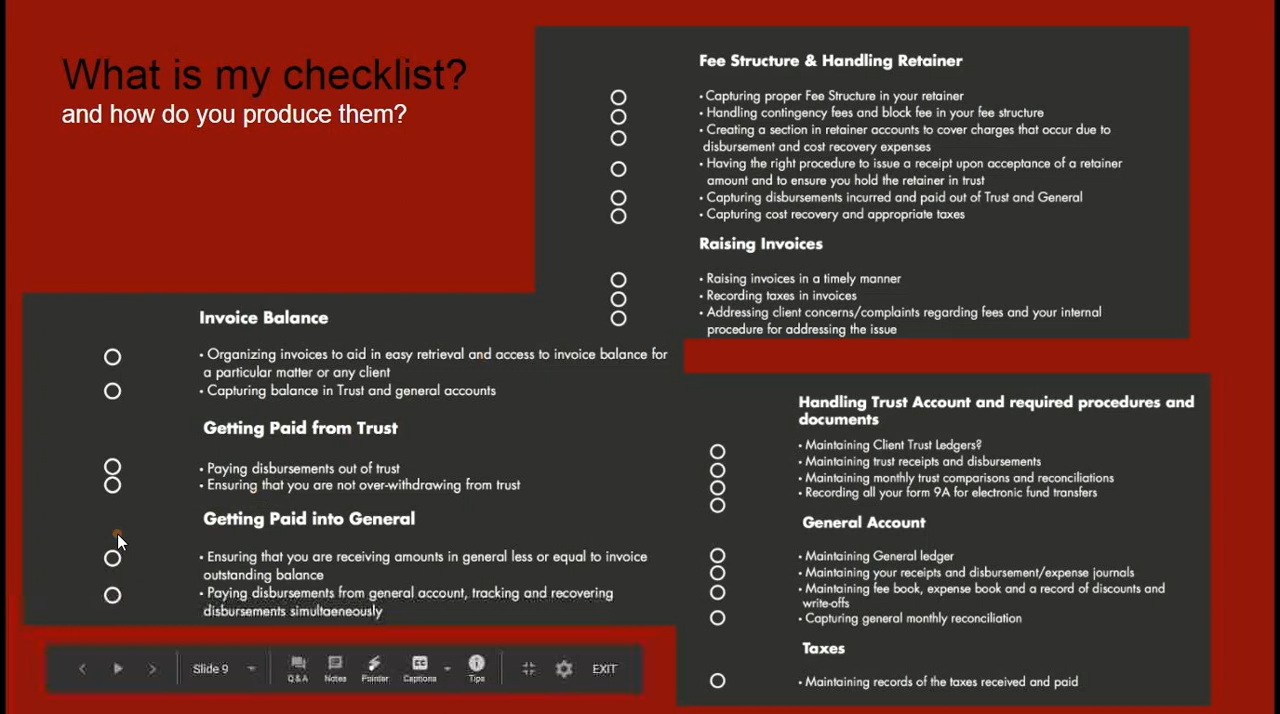 What is my checklist?
and how do you produce them?
Fee Structure & Handling Retainer
• Capturing proper Fee Structure in your retainer
• Handling contingency fees and block fee in your fee structure
• Creating a section in retainer accounts to cover charges that occur due to
disbursement and cost recovery expenses
• Having the right procedure to issue a receipt upon acceptance of a retainer
amount and to ensure you hold the retainer in trust
• Capturing disbursements incurred and paid out of Trust and General
• Capturing cost recovery and appropriate taxes
Raising Invoices
• Raising invoices in a timely manner
• Recording taxes in invoices
• Addressing client concerns/complaints regarding fees and your internal
procedure for addressing the issue
Invoice Balance
• Organizing invoices to aid in easy retrieval and access to invoice balance for
a particular matter or any client
• Capturing balance in Trust and general accounts
Getting Paid from Trust
• Paying disbursements out of trust
• Ensuring that you are not over-withdrawing from trust
Getting Paid into General
• Ensuring that you are receiving amounts in general less or equal to invoice
outstanding balance
• Paying disbursements from general account, tracking and recovering
disbursements simultaeneously
Handling Trust Account and required procedures and
documents
• Maintaining Client Trust Ledgers?
• Maintaining trust receipts and disbursements
• Maintaining monthly trust comparisons and reconciliations
• Recording all your form 9A for electronic fund transfers
General Account
• Maintaining General ledger
• Maintaining your receipts and disbursement/expense journals
• Maintaining fee book, expense book and a record of discounts and
write-offs
• Capturing general monthly reconciliation
Taxes
• Maintaining records of the taxes received and paid
Slide 9
Q&A
Notes
Pointer
CC
Captions
Tips
EXIT